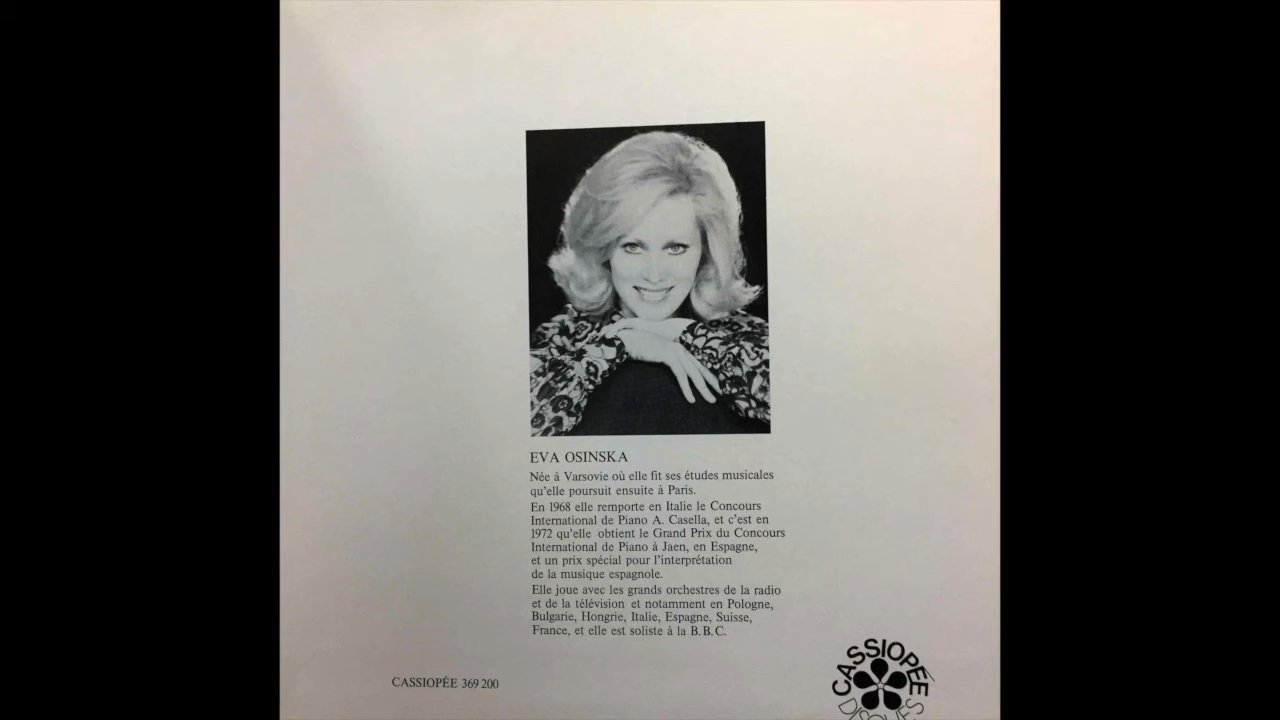 EVA OSINSKA
Née à Varsovie où elle fit ses études musicales
qu'elle poursuit ensuite à Paris.
En 1968 elle remporte en Italie le Concours
International de Piano A. Casella, et c'est en
1972 qu'elle obtient le Grand Prix du Concours
International de Piano à Jaen, en Espagne,
et un prix spécial pour l'interprétation
de la musique espagnole.
Elle joue avec les grands orchestres de la radio
et de la télévision et notamment en Pologne,
Bulgarie, Hongrie, Italie, Espagne, Suisse,
France, et elle est soliste à la B.B.C.
CASSIOPÉE 369 200
CASSIOPÉE
DISQUES